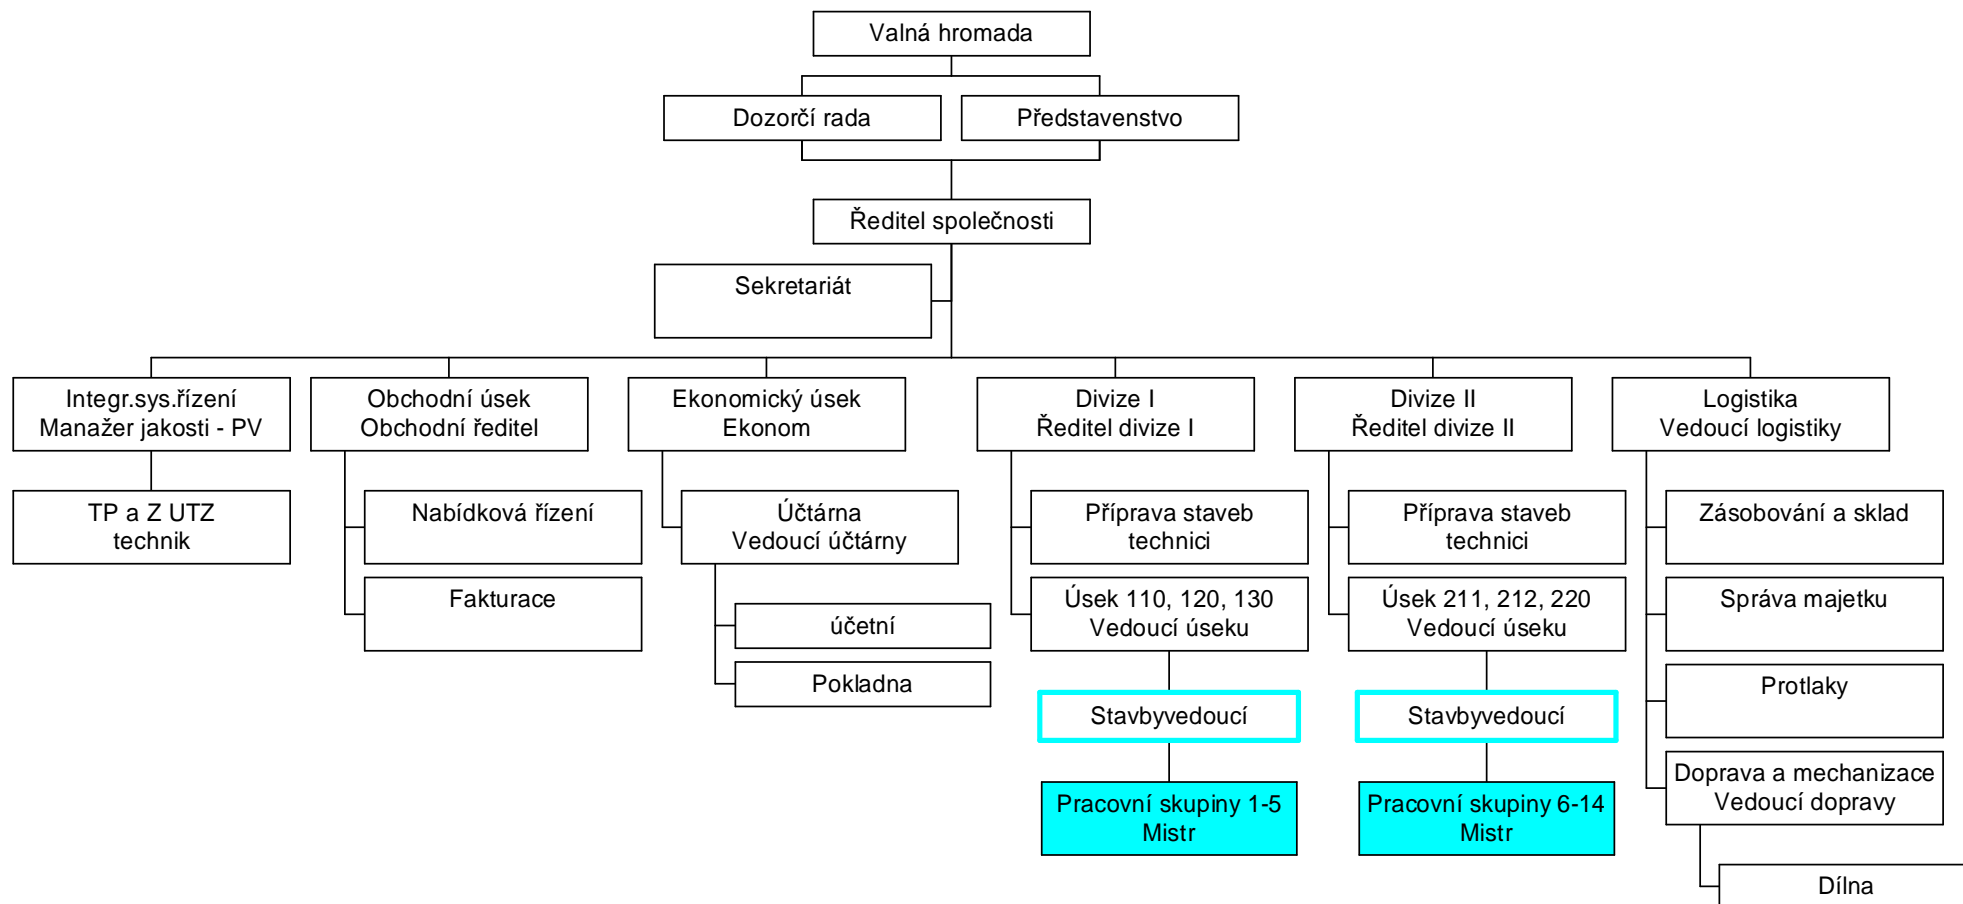 Valná hromada
Dozorčí rada
Představenstvo
Ředitel společnosti
Sekretariát
Integr.sys.řízení
Manažer jakosti - PV
Obchodní úsek
Obchodní ředitel
Ekonomický úsek
Ekonom
Divize I
Ředitel divize I
Divize II
Ředitel divize II
Logistika
Vedoucí logistiky
TP a Z UTZ
technik
Nabídková řízení
Účtárna
Vedoucí účtárny
Příprava staveb
technici
Příprava staveb
technici
Zásobování a sklad
Fakturace
účetní
Úsek 110, 120, 130
Vedoucí úseku
Úsek 211, 212, 220
Vedoucí úseku
Správa majetku
Pokladna
Stavbyvedoucí
Stavbyvedoucí
Protlaky
Pracovní skupiny 1-5
Mistr
Pracovní skupiny 6-14
Mistr
Doprava a mechanizace
Vedoucí dopravy
Dílna